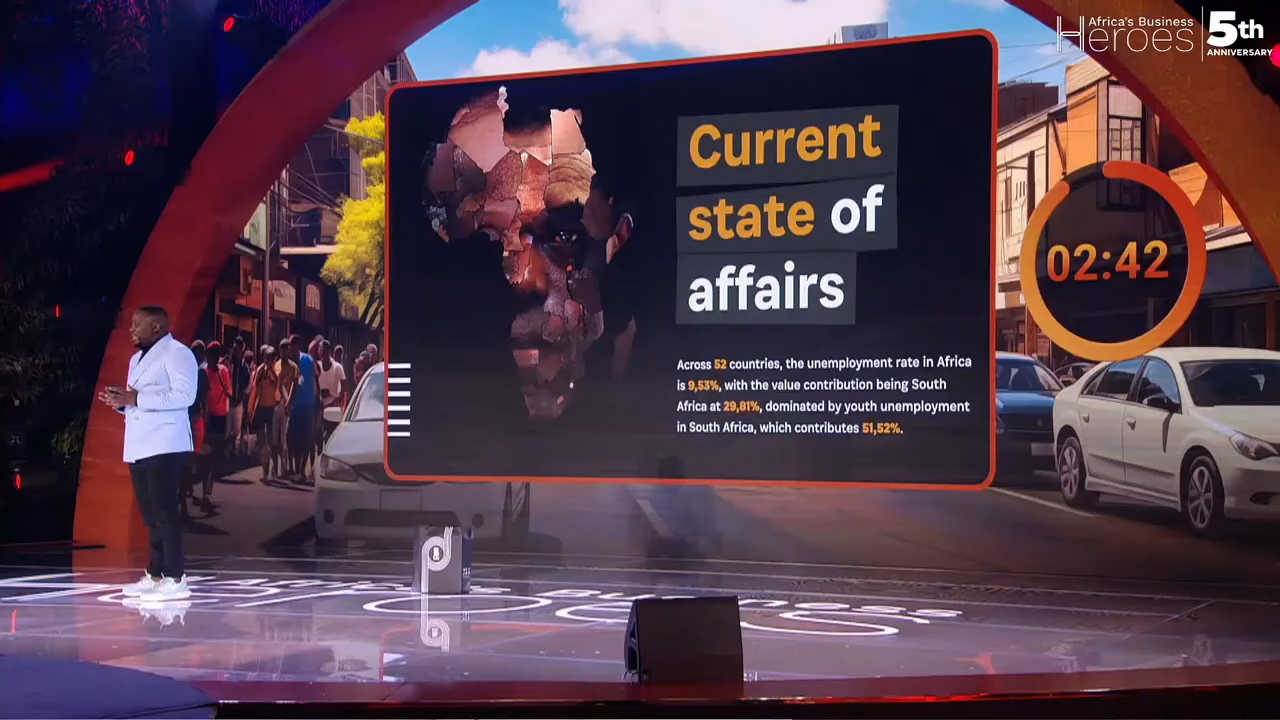 Africa's Business
Heroes
5th
ANNIVERSARY
Current
state of
affairs
02:42
Across 52 countries, the unemployment rate in Africa
is 9,53%, with the value contribution being South
Africa at 29,81%, dominated by youth unemployment
in South Africa, which contributes 51,52%.